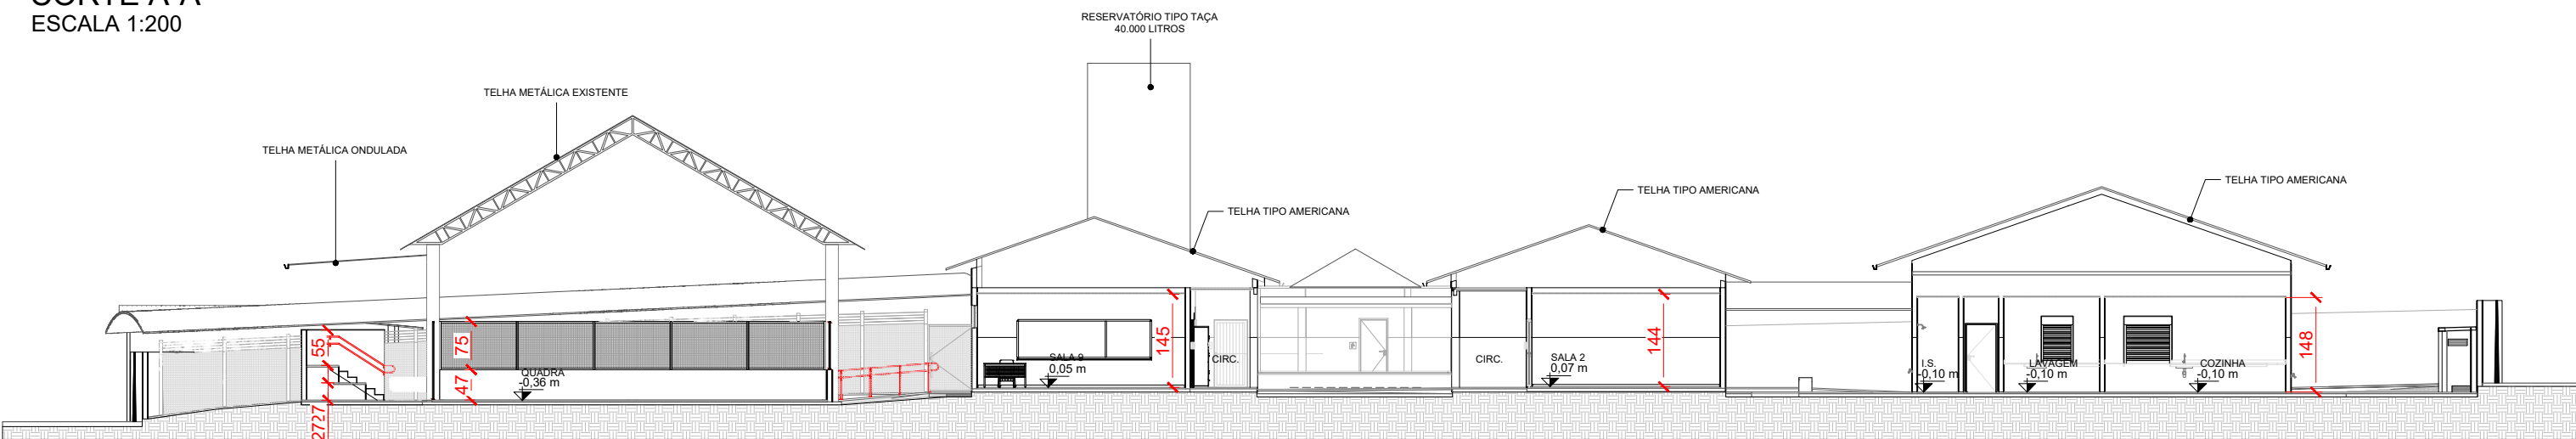 CORTE A-A
ESCALA 1:200
RESERVATÓRIO TIPO TAÇA
40.000 LITROS
TELHA METÁLICA EXISTENTE
TELHA METÁLICA ONDULADA
TELHA TIPO AMERICANA
TELHA TIPO AMERICANA
TELHA TIPO AMERICANA
55
2727
75
47
QUADRA
-0,36 m
SALA 9
0,05 m
145
CIRC.
CIRC.
SALA 2
0,07 m
144
I.S.
-0,10 m
LAVAGEM
-0,10 m
COZINHA
-0,10 m
148